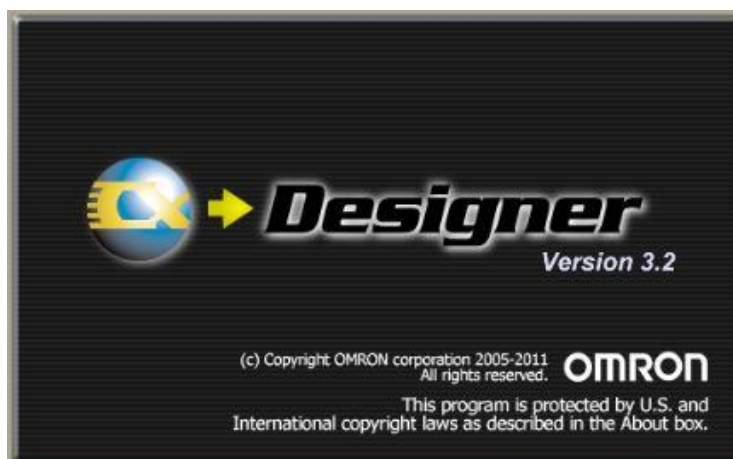 Cx Designer
Version 3.2
(c) Copyright OMRON corporation 2005-2011
All rights reserved. OMRON
This program is protected by U.S. and
International copyright laws as described in the About box.